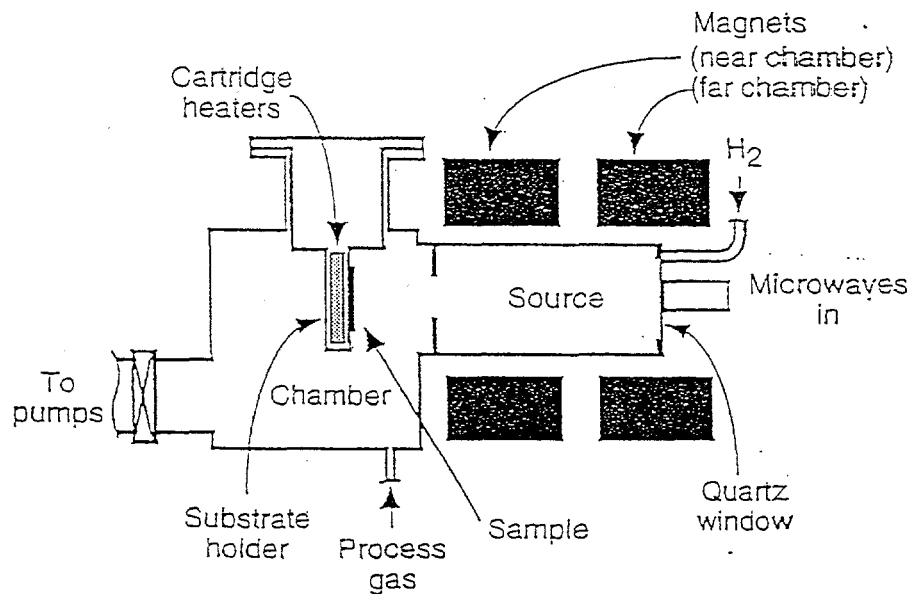 Magnets
(near chamber)
(far chamber)
Cartridge
heaters
H2
Source
Microwaves
in
To
pumps
Chamber
Substrate
holder
Process
gas
Sample
Quartz
window